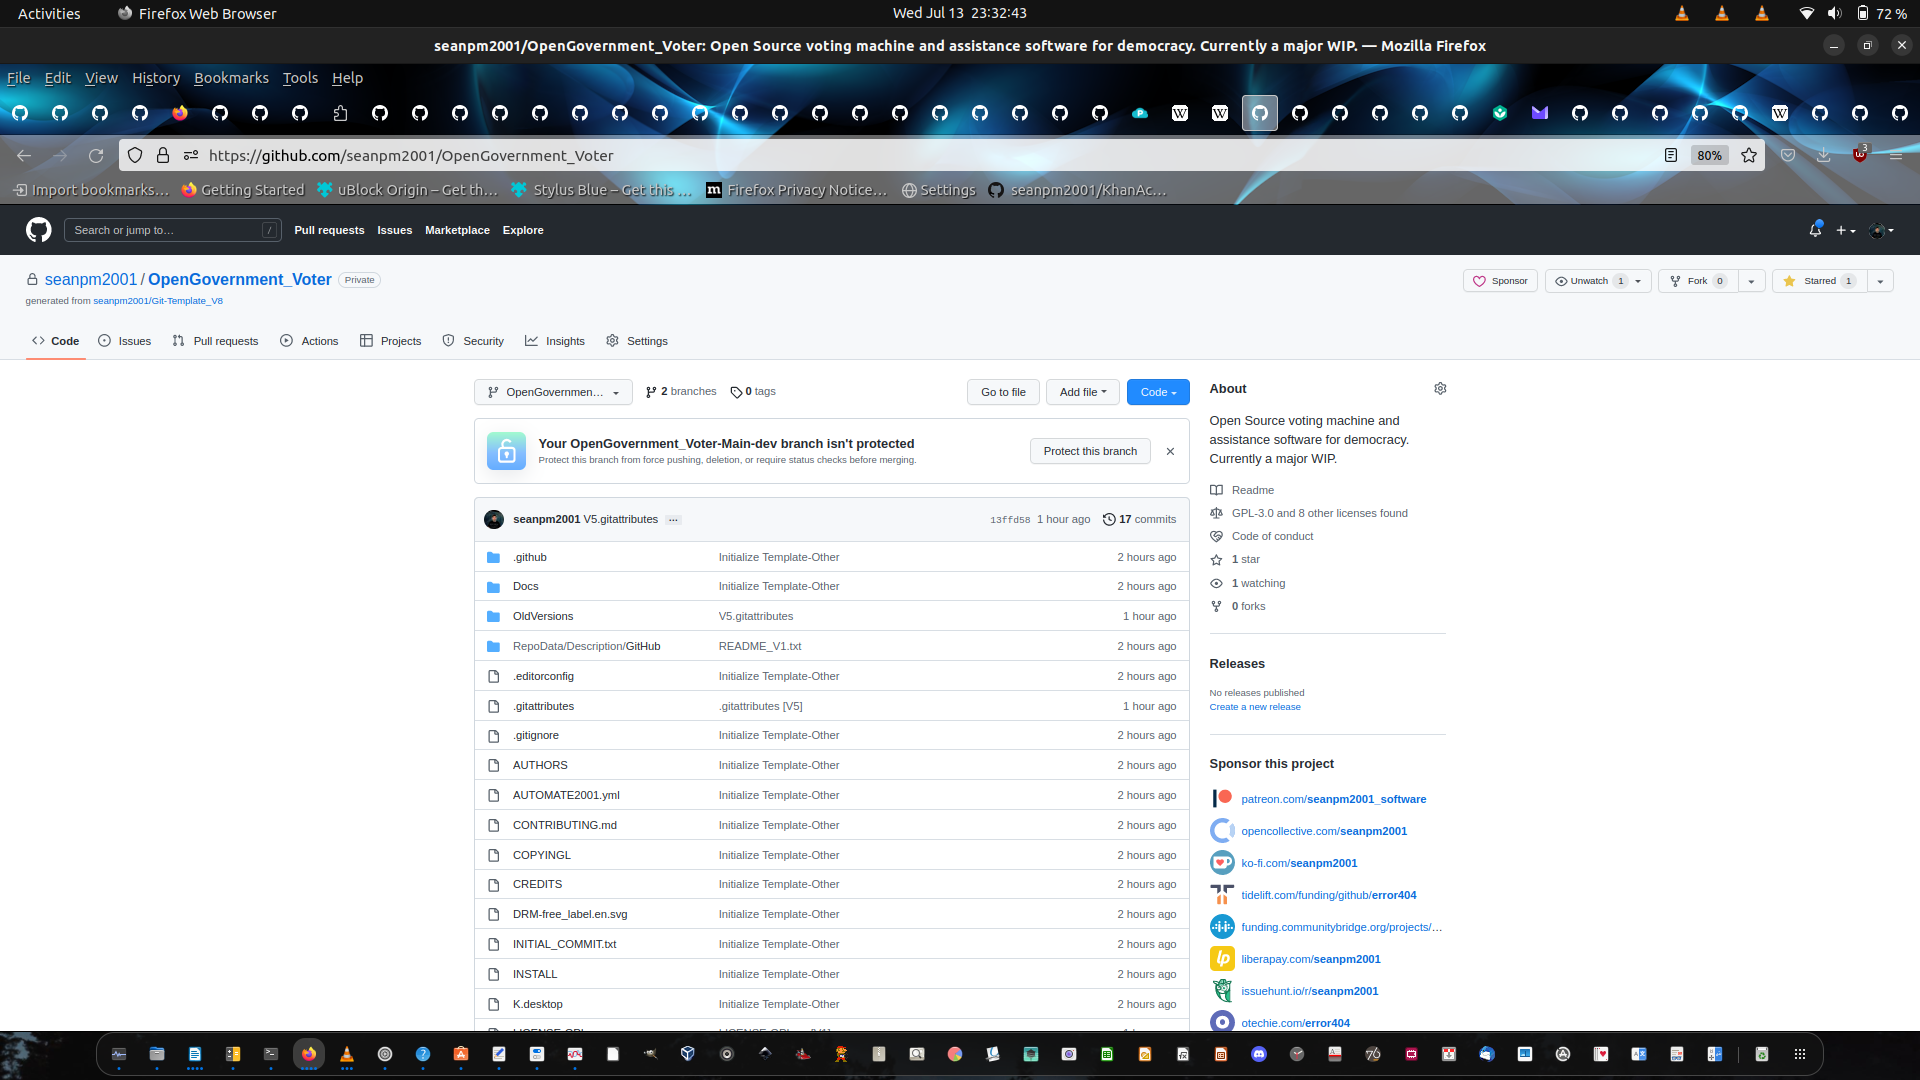 Activities Firefox Web Browser Wed Jul 13 23:32:43 72 %
seanpm2001/OpenGovernment_Voter: Open Source voting machine and assistance software for democracy. Currently a major WIP. — Mozilla Firefox
File Edit View History Bookmarks Tools Help
https://github.com/seanpm2001/OpenGovernment_Voter 80% 3
Import bookmarks… Getting Started uBlock Origin – Get th… Stylus Blue – Get this … Firefox Privacy Notice… Settings seanpm2001/KhanAc…
Search or jump to… / Pull requests Issues Marketplace Explore
seanpm2001 / OpenGovernment_Voter Private Sponsor Unwatch 1 Fork 0 Starred 1
generated from seanpm2001/Git-Template_V8
Code Issues Pull requests Actions Projects Security Insights Settings
OpenGovernmen… 2 branches 0 tags Go to file Add file Code
Your OpenGovernment_Voter-Main-dev branch isn't protected
Protect this branch from force pushing, deletion, or require status checks before merging.
Protect this branch
seanpm2001 V5.gitattributes … 13ffd58 1 hour ago 17 commits
.github Initialize Template-Other 2 hours ago
Docs Initialize Template-Other 2 hours ago
OldVersions V5.gitattributes 1 hour ago
RepoData/Description/GitHub README_V1.txt 2 hours ago
.editorconfig Initialize Template-Other 2 hours ago
.gitattributes .gitattributes [V5] 1 hour ago
.gitignore Initialize Template-Other 2 hours ago
AUTHORS Initialize Template-Other 2 hours ago
AUTOMATE2001.yml Initialize Template-Other 2 hours ago
CONTRIBUTING.md Initialize Template-Other 2 hours ago
COPYINGL Initialize Template-Other 2 hours ago
CREDITS Initialize Template-Other 2 hours ago
DRM-free_label.en.svg Initialize Template-Other 2 hours ago
INITIAL_COMMIT.txt Initialize Template-Other 2 hours ago
INSTALL Initialize Template-Other 2 hours ago
K.desktop Initialize Template-Other 2 hours ago
About
Open Source voting machine and
assistance software for democracy.
Currently a major WIP.
Readme
GPL-3.0 and 8 other licenses found
Code of conduct
1 star
1 watching
0 forks
Releases
No releases published
Create a new release
Sponsor this project
patreon.com/seanpm2001_software
opencollective.com/seanpm2001
ko-fi.com/seanpm2001
tidelift.com/funding/github/error404
funding.communitybridge.org/projects/…
liberapay.com/seanpm2001
issuehunt.io/r/seanpm2001
otechie.com/error404